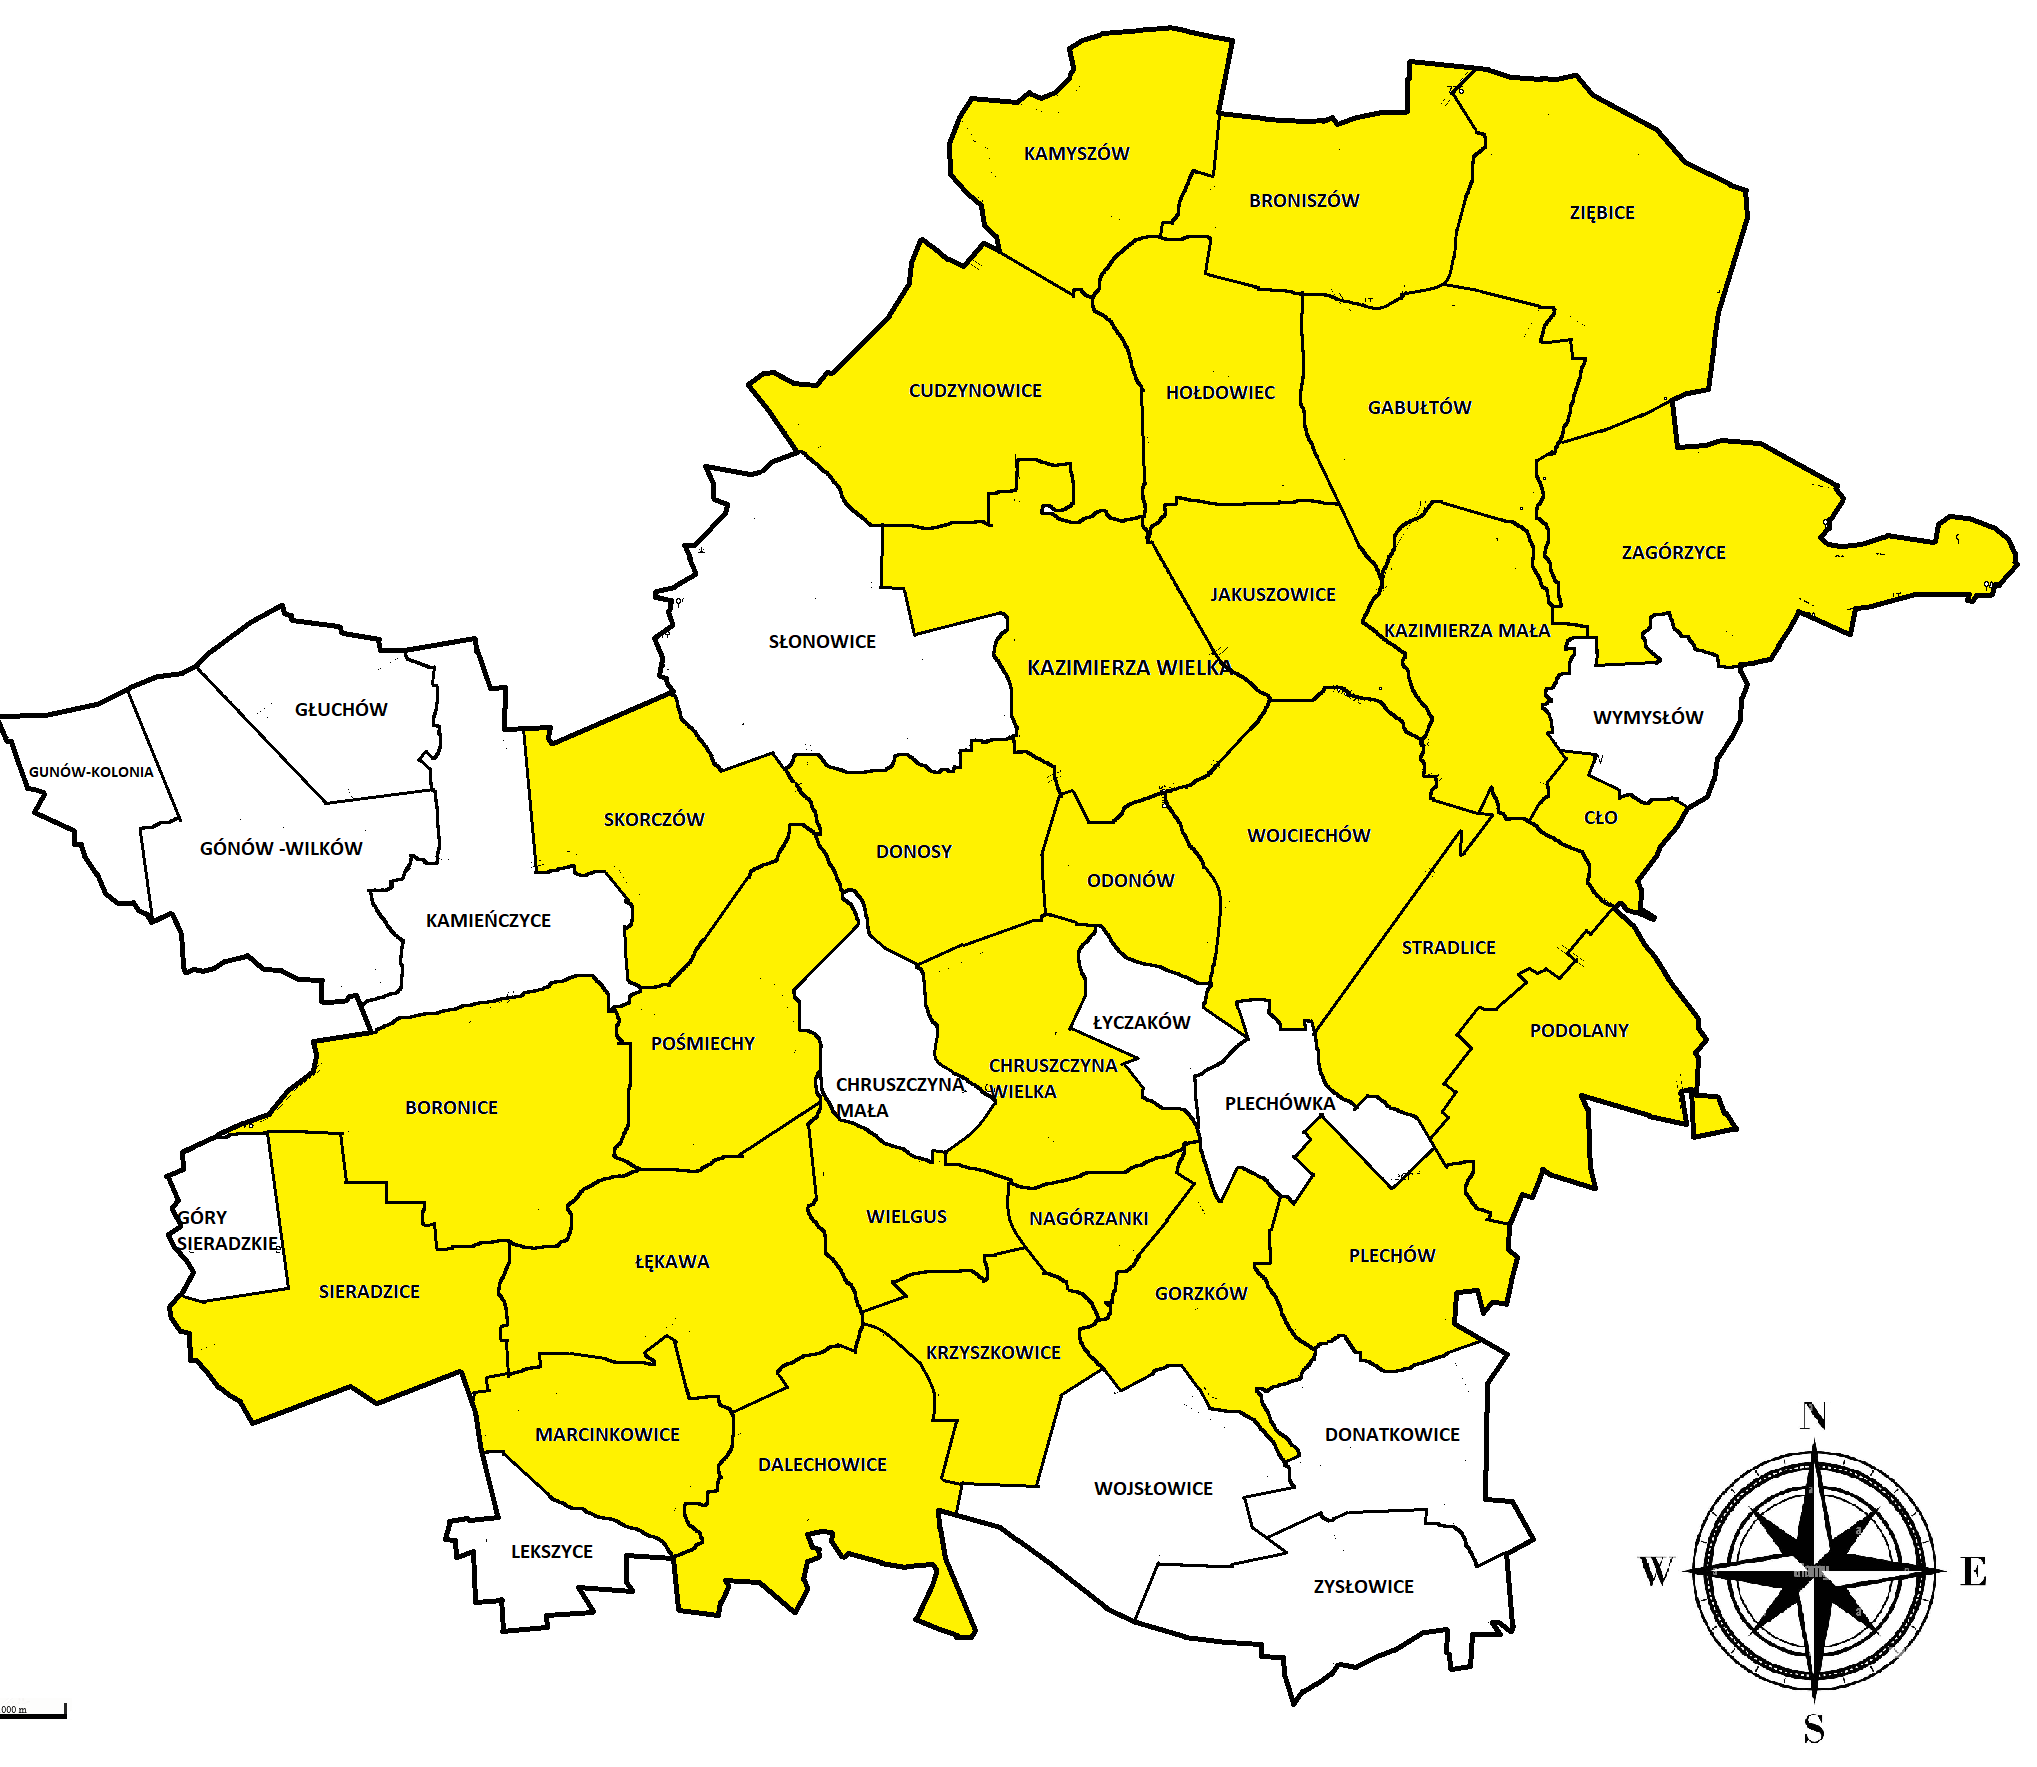 KAMYSZÓW
BRONISZÓW
ZIĘBICE
CUDZYNOWICE
HOŁDOWIEC
GABUŁTÓW
ZAGÓRZYCE
JAKUSZOWICE
KAZIMIERZA MAŁA
SŁONOWICE
KAZIMIERZA WIELKA
GŁUCHÓW
WYMYSŁÓW
GUNÓW-KOLONIA
SKORCZÓW
CŁO
WOJCIECHÓW
GÓNÓW -WILKÓW
DONOSY
ODONÓW
KAMIEŃCZYCE
STRADLICE
ŁYCZAKÓW
PODOLANY
POŚMIECHY
CHRUSZCZYNA
WIELKA
CHRUSZCZYNA
MAŁA
BORONICE
PLECHÓWKA
GÓRY
SIERADZKIE
WIELGUS
NAGÓRZANKI
PLECHÓW
ŁĘKAWA
SIERADZICE
GORZKÓW
KRZYSZKOWICE
MARCINKOWICE
DONATKOWICE
DALECHOWICE
WOJSŁOWICE
LEKSZYCE
ZYSŁOWICE
N
W
E
S
000 m